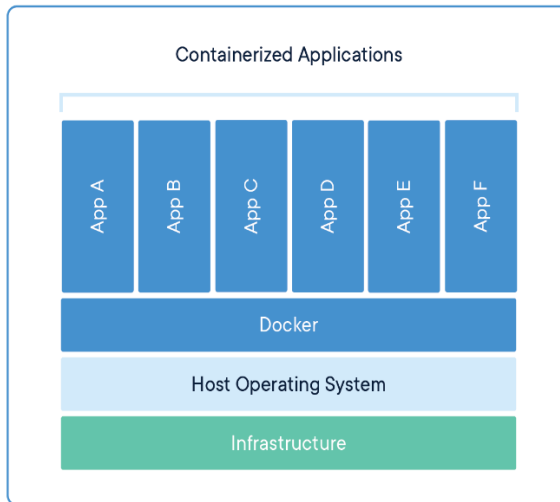 Containerized Applications
App A
App B
App C
App D
App E
App F
Docker
Host Operating System
Infrastructure